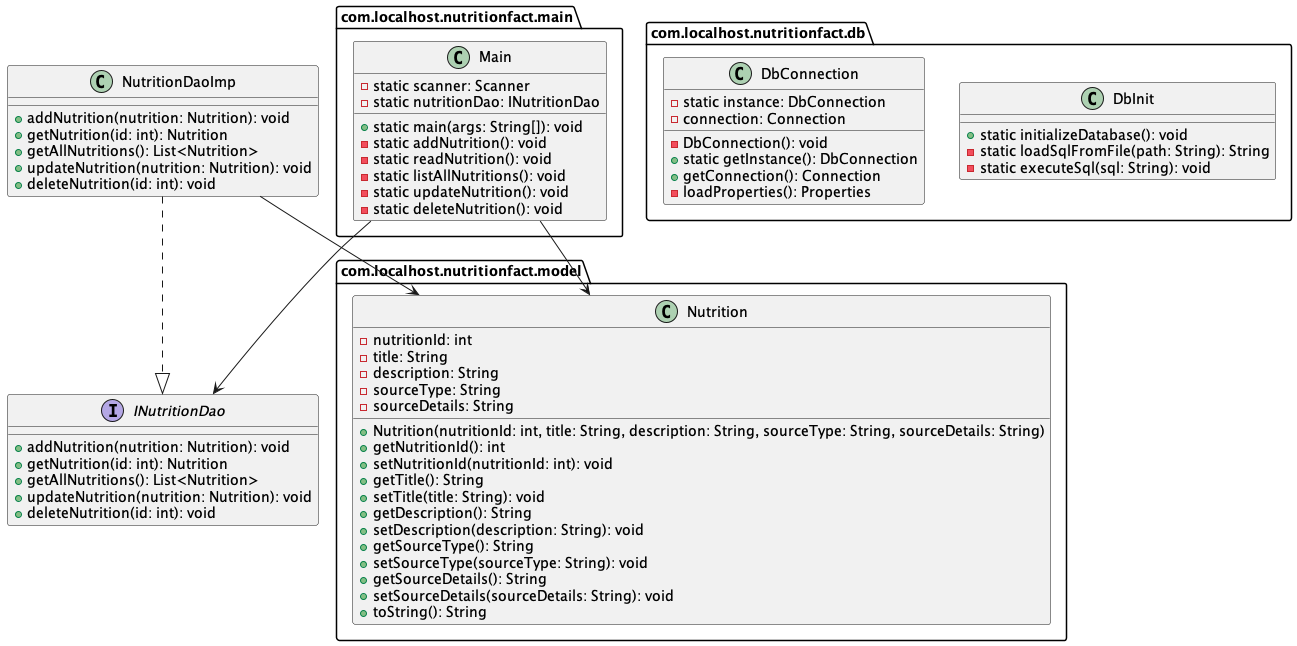 com.localhost.nutritionfact.main
C Main
static scanner: Scanner
static nutritionDao: INutritionDao
static main(args: String[]): void
static addNutrition(): void
static readNutrition(): void
static listAllNutritions(): void
static updateNutrition(): void
static deleteNutrition(): void
com.localhost.nutritionfact.db
C DbConnection
static instance: DbConnection
connection: Connection
DbConnection(): void
static getInstance(): DbConnection
getConnection(): Connection
loadProperties(): Properties
C DbInit
static initializeDatabase(): void
static loadSqlFromFile(path: String): String
static executeSql(sql: String): void
C NutritionDaoImp
addNutrition(nutrition: Nutrition): void
getNutrition(id: int): Nutrition
getAllNutritions(): List<Nutrition>
updateNutrition(nutrition: Nutrition): void
deleteNutrition(id: int): void
com.localhost.nutritionfact.model
C Nutrition
nutritionId: int
title: String
description: String
sourceType: String
sourceDetails: String
Nutrition(nutritionId: int, title: String, description: String, sourceType: String, sourceDetails: String)
getNutritionId(): int
setNutritionId(nutritionId: int): void
getTitle(): String
setTitle(title: String): void
getDescription(): String
setDescription(description: String): void
getSourceType(): String
setSourceType(sourceType: String): void
getSourceDetails(): String
setSourceDetails(sourceDetails: String): void
toString(): String
I INutritionDao
addNutrition(nutrition: Nutrition): void
getNutrition(id: int): Nutrition
getAllNutritions(): List<Nutrition>
updateNutrition(nutrition: Nutrition): void
deleteNutrition(id: int): void